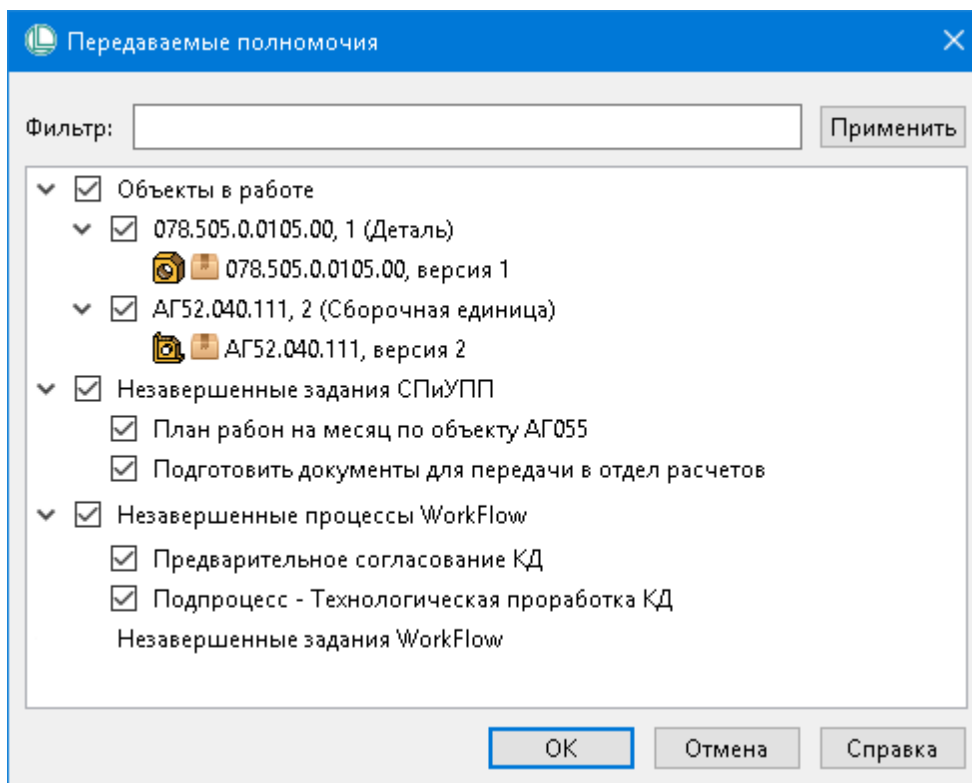 Передаваемые полномочия
Фильтр:
Применить
Объекты в работе
078.505.0.0105.00, 1 (Деталь)
078.505.0.0105.00, версия 1
АГ52.040.111, 2 (Сборочная единица)
АГ52.040.111, версия 2
Незавершенные задания СПиУПП
План рабон на месяц по объекту АГ055
Подготовить документы для передачи в отдел расчетов
Незавершенные процессы WorkFlow
Предварительное согласование КД
Подпроцесс - Технологическая проработка КД
Незавершенные задания WorkFlow
OK
Отмена
Справка